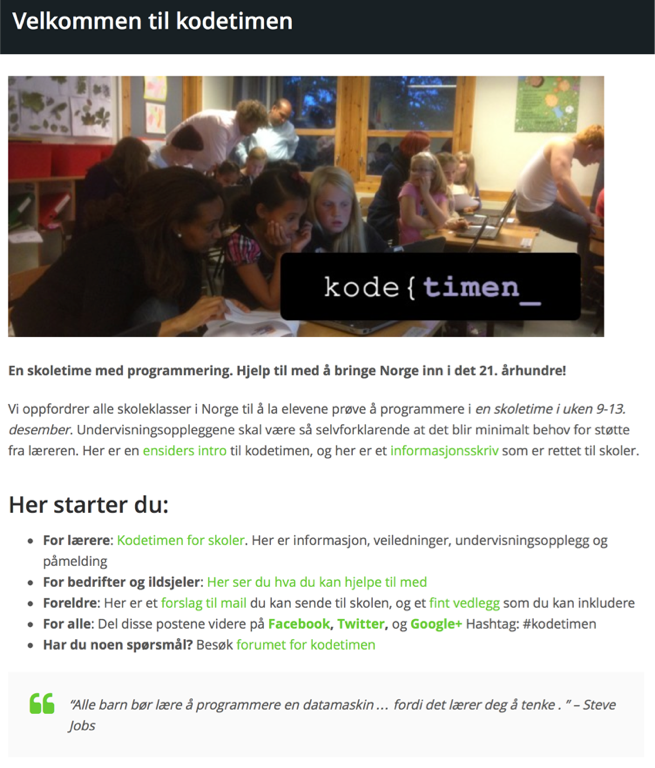 Velkommen til kodetimen
kode{timen_
En skoletime med programmering. Hjelp til med å bringe Norge inn i det 21. århundre!
Vi oppfordrer alle skoleklasser i Norge til å la elevene prøve å programmere i en skoletime i uken 9-13.
desember. Undervisningsoppleggene skal være så selvforklarende at det blir minimalt behov for støtte
fra læreren. Her er en ensiders intro til kodetimen, og her er et informasjonsskriv som er rettet til skoler.
Her starter du:
• For lærere: Kodetimen for skoler. Her er informasjon, veiledninger, undervisningsopplegg og
påmelding
• For bedrifter og ildsjeler: Her ser du hva du kan hjelpe til med
• Foreldre: Her er et forslag til mail du kan sende til skolen, og et fint vedlegg som du kan inkludere
• For alle: Del disse postene videre på Facebook, Twitter, og Google+ Hashtag: #kodetimen
• Har du noen spørsmål? Besøk forumet for kodetimen
“Alle barn bør lære å programmere en datamaskin … fordi det lærer deg å tenke . ” – Steve
Jobs